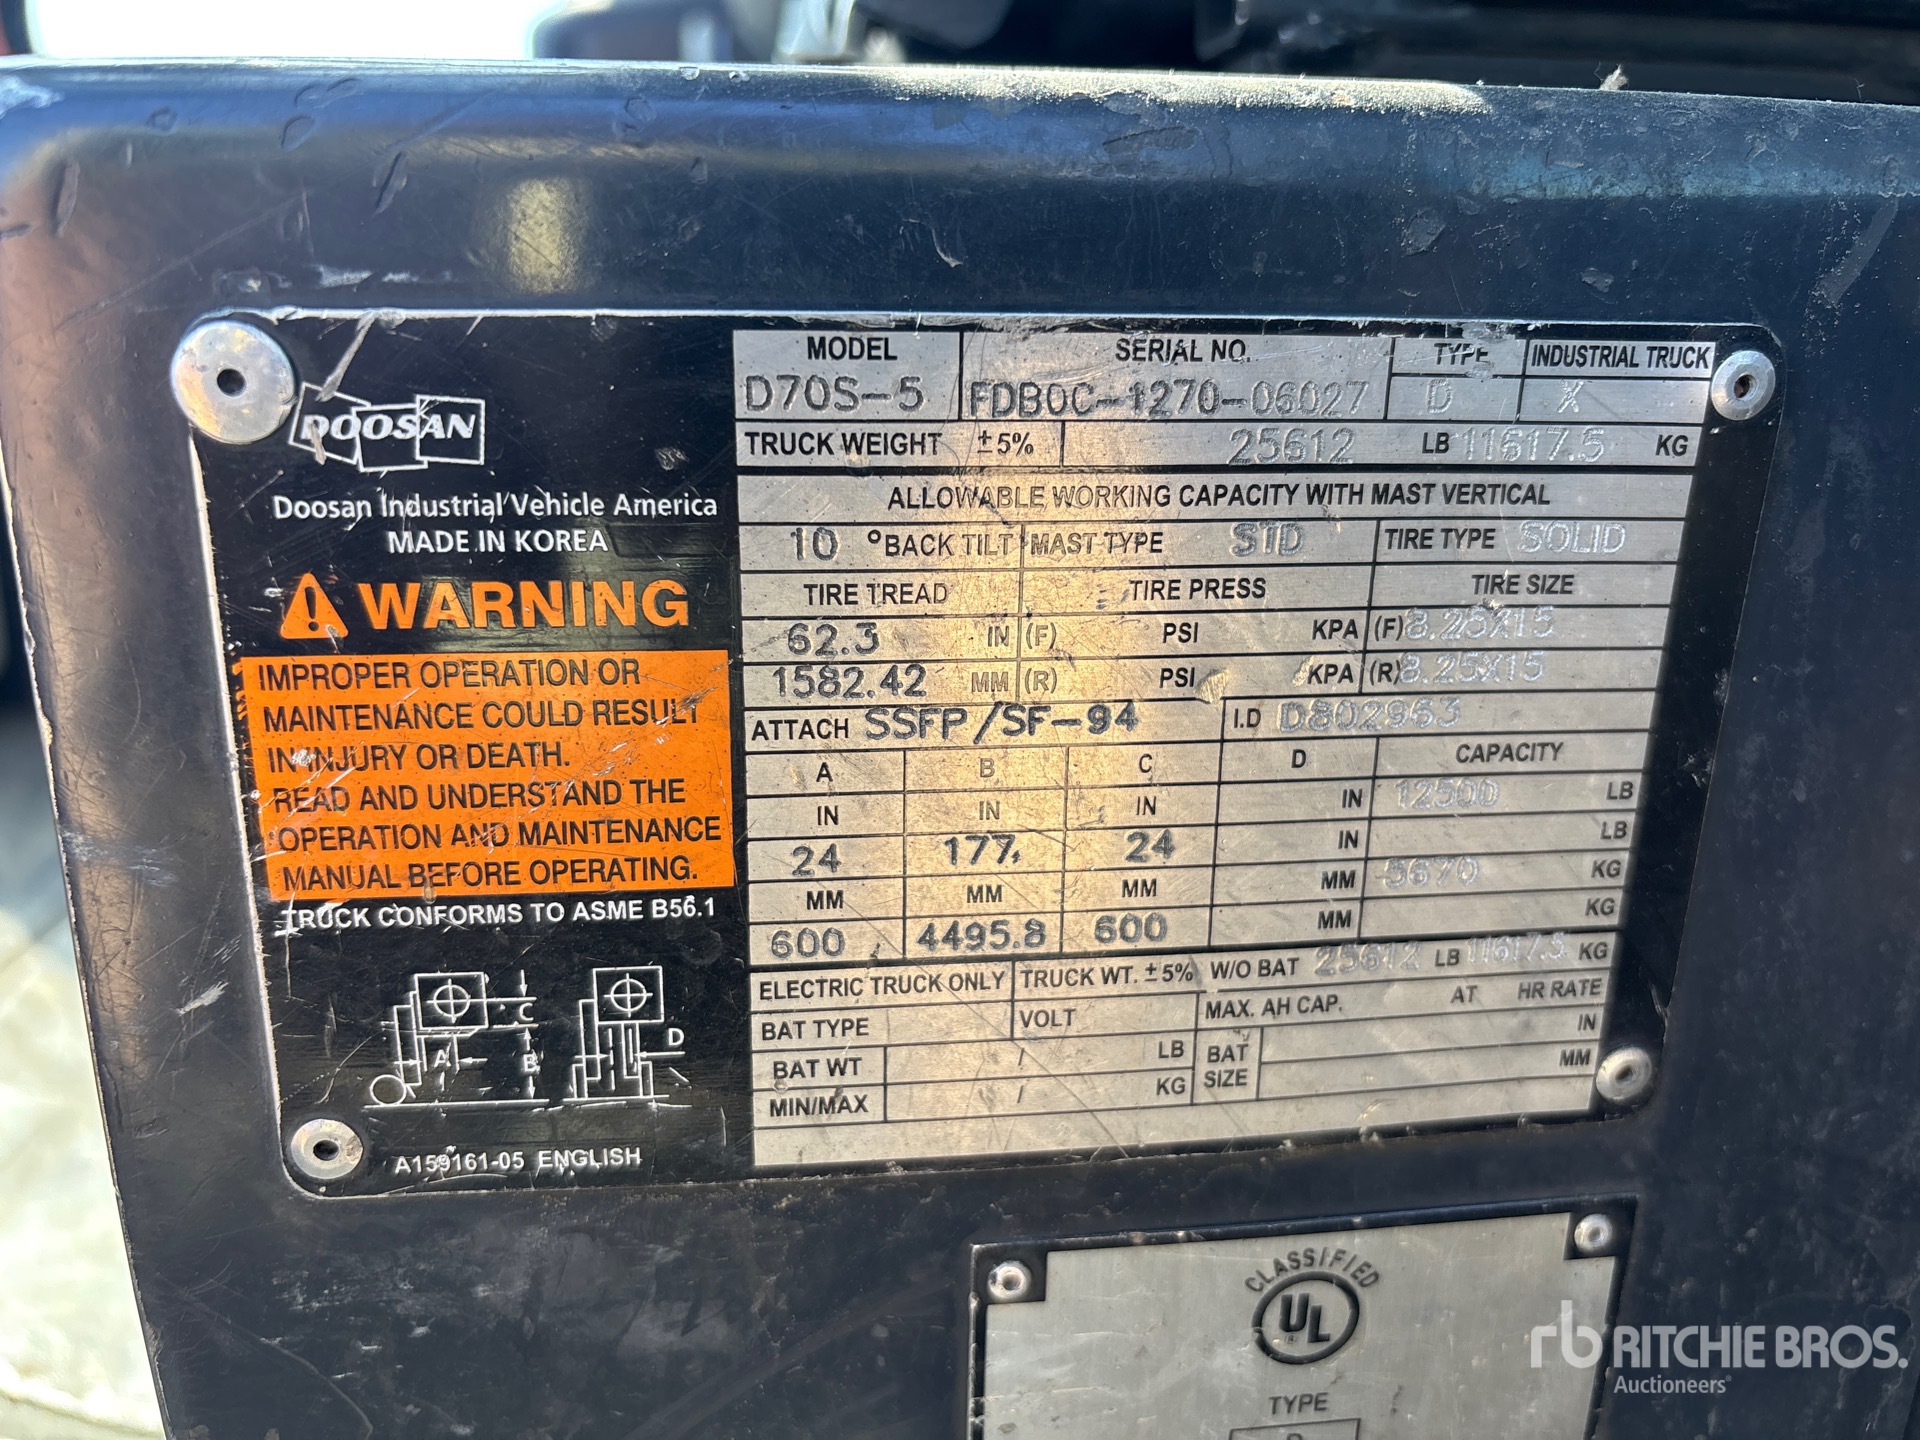 DOOSAN
Doosan Industrial Vehicle America
MADE IN KOREA
WARNING
IMPROPER OPERATION OR
MAINTENANCE COULD RESULT
IN INJURY OR DEATH.
READ AND UNDERSTAND THE
OPERATION AND MAINTENANCE
MANUAL BEFORE OPERATING.
TRUCK CONFORMS TO ASME B56.1
C
A B D
A159161-05 ENGLISH
MODEL SERIAL NO. TYPE INDUSTRIAL TRUCK
D70S-5 FDB0C-1270-06027 D X
TRUCK WEIGHT ±5% 25612 LB 11617.5 KG
ALLOWABLE WORKING CAPACITY WITH MAST VERTICAL
10 °BACK TILT MAST TYPE STD TIRE TYPE SOLID
TIRE TREAD TIRE PRESS TIRE SIZE
62.3 IN (F) PSI KPA (F) 8.25X15
1582.42 MM (R) PSI KPA (R) 8.25X15
ATTACH SSFP/SF-94 I.D D802963
A B C D CAPACITY
IN IN IN IN 12500 LB
24 177. 24 IN LB
MM MM MM MM 5670 KG
600 4495.8 600 MM KG
ELECTRIC TRUCK ONLY TRUCK WT. ±5% W/O BAT 25612 LB 11617.5 KG
BAT TYPE VOLT MAX. AH CAP. AT HR RATE
BAT WT / LB BAT SIZE IN
MIN/MAX / KG MM
CLASSIFIED
UL
TYPE
rb RITCHIE BROS.
Auctioneers